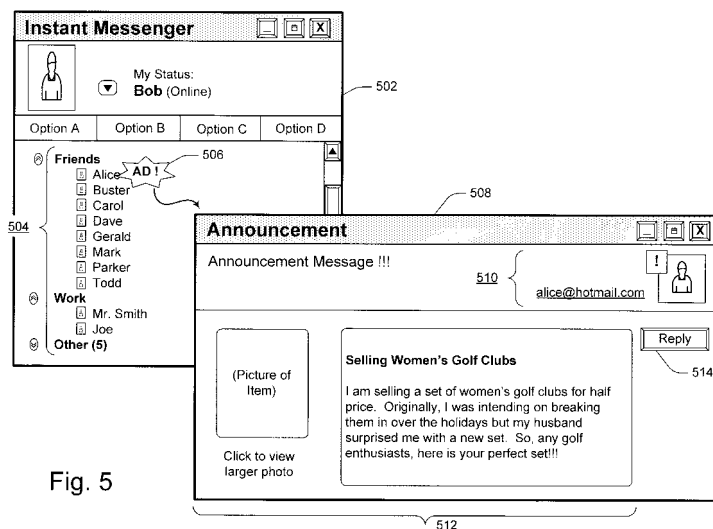 Instant Messenger
X
My Status:
Bob (Online)
502
Option A
Option B
Option C
Option D
504
Friends
AD !
506
Alice
Buster
Carol
Dave
Gerald
Mark
Parker
Todd
Work
Mr. Smith
Joe
Other (5)
508
Announcement
X
Announcement Message !!!
510
!
alice@hotmail.com
(Picture of
Item)
Click to view
larger photo
Selling Women's Golf Clubs
I am selling a set of women's golf clubs for half
price. Originally, I was intending on breaking
them in over the holidays but my husband
surprised me with a new set. So, any golf
enthusiasts, here is your perfect set!!!
Reply
514
512
Fig. 5